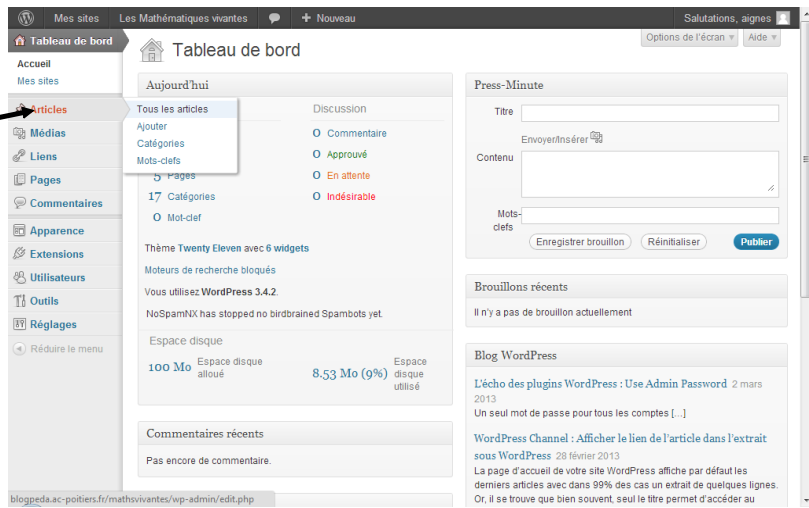 Mes sites Les Mathématiques vivantes + Nouveau Salutations, aignes
Tableau de bord
Accueil
Mes sites
Articles
Médias
Liens
Pages
Commentaires
Apparence
Extensions
Utilisateurs
Outils
Réglages
Réduire le menu
Options de l'écran Aide
Tableau de bord
Aujourd'hui
Tous les articles
Ajouter
Catégories
Mots-clefs
5 Pages
17 Catégories
0 Mot-clef
Discussion
0 Commentaire
0 Approuvé
0 En attente
0 Indésirable
Thème Twenty Eleven avec 6 widgets
Moteurs de recherche bloqués
Vous utilisez WordPress 3.4.2.
NoSpamNX has stopped no birdbrained Spambots yet.
Espace disque
100 Mo Espace disque
alloué
8.53 Mo (9%) Espace
disque
utilisé
Commentaires récents
Pas encore de commentaire.
Press-Minute
Titre
Envoyer/Insérer
Contenu
Mots-
clefs
Enregistrer brouillon Réinitialiser Publier
Brouillons récents
Il n'y a pas de brouillon actuellement
Blog WordPress
L'écho des plugins WordPress : Use Admin Password 2 mars
2013
Un seul mot de passe pour tous les comptes [...]
WordPress Channel : Afficher le lien de l'article dans l'extrait
sous WordPress 28 février 2013
La page d'accueil de votre site WordPress affiche par défaut les
derniers articles avec dans 99% des cas un extrait de quelques lignes.
Or, il se trouve que bien souvent, seul le titre permet d'accéder au
blogpeda.ac-poitiers.fr/mathsvivantes/wp-admin/edit.php